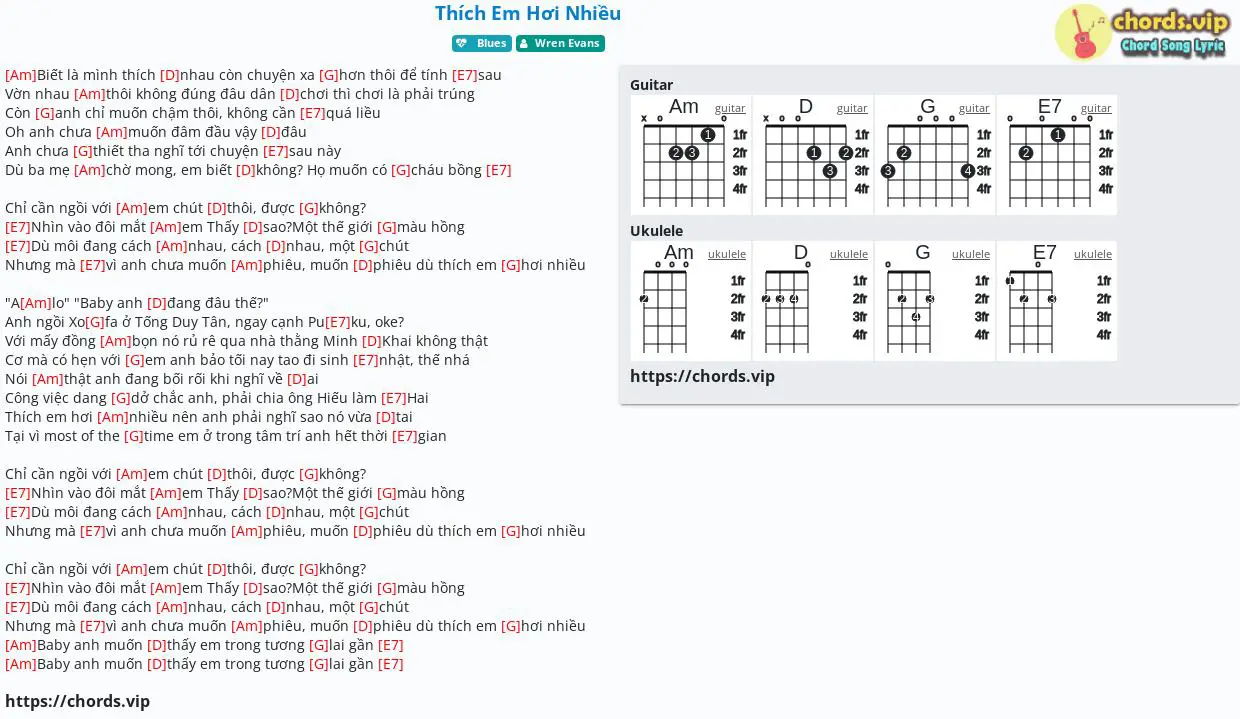 Thích Em Hơi Nhiều
Blues Wren Evans
chords.vip
Chord Song Lyric
[Am]Biết là mình thích [D]nhau còn chuyện xa [G]hơn thôi để tính [E7]sau
Vờn nhau [Am]thôi không đúng đâu dân [D]chơi thì chơi là phải trúng
Còn [G]anh chỉ muốn chậm thôi, không cần [E7]quá liều
Oh anh chưa [Am]muốn đâm đầu vậy [D]đâu
Anh chưa [G]thiết tha nghĩ tới chuyện [E7]sau này
Dù ba mẹ [Am]chờ mong, em biết [D]không? Họ muốn có [G]cháu bồng [E7]
Chỉ cần ngồi với [Am]em chút [D]thôi, được [G]không?
[E7]Nhìn vào đôi mắt [Am]em Thấy [D]sao?Một thế giới [G]màu hồng
[E7]Dù môi đang cách [Am]nhau, cách [D]nhau, một [G]chút
Nhưng mà [E7]vì anh chưa muốn [Am]phiêu, muốn [D]phiêu dù thích em [G]hơi nhiều
"A[Am]lo" "Baby anh [D]đang đâu thế?"
Anh ngồi Xo[G]fa ở Tống Duy Tân, ngay cạnh Pu[E7]ku, oke?
Với mấy đồng [Am]bọn nó rủ rê qua nhà thằng Minh [D]Khai không thật
Cơ mà có hẹn với [G]em anh bảo tối nay tao đi sinh [E7]nhật, thế nhá
Nói [Am]thật anh đang bối rối khi nghĩ về [D]ai
Công việc dang [G]dở chắc anh, phải chia ông Hiếu làm [E7]Hai
Thích em hơi [Am]nhiều nên anh phải nghĩ sao nó vừa [D]tai
Tại vì most of the [G]time em ở trong tâm trí anh hết thời [E7]gian
Chỉ cần ngồi với [Am]em chút [D]thôi, được [G]không?
[E7]Nhìn vào đôi mắt [Am]em Thấy [D]sao?Một thế giới [G]màu hồng
[E7]Dù môi đang cách [Am]nhau, cách [D]nhau, một [G]chút
Nhưng mà [E7]vì anh chưa muốn [Am]phiêu, muốn [D]phiêu dù thích em [G]hơi nhiều
Chỉ cần ngồi với [Am]em chút [D]thôi, được [G]không?
[E7]Nhìn vào đôi mắt [Am]em Thấy [D]sao?Một thế giới [G]màu hồng
[E7]Dù môi đang cách [Am]nhau, cách [D]nhau, một [G]chút
Nhưng mà [E7]vì anh chưa muốn [Am]phiêu, muốn [D]phiêu dù thích em [G]hơi nhiều
[Am]Baby anh muốn [D]thấy em trong tương [G]lai gần [E7]
[Am]Baby anh muốn [D]thấy em trong tương [G]lai gần [E7]
https://chords.vip
Guitar
Am guitar D guitar G guitar E7 guitar
x o o x o o o o o o o o o
1 1fr 1fr 1fr 1 1fr
2 3 2fr 1 2 2fr 2 2fr 2 2fr
3fr 3 3fr 3 4 3fr 3fr
4fr 4fr 4fr 4fr
Ukulele
Am ukulele D ukulele G ukulele E7 ukulele
o o o o o o
1fr 1fr 1fr 1 1fr
2 2fr 2 3 4 2fr 2 3 2fr 2 3 2fr
3fr 3fr 4 3fr 3fr
4fr 4fr 4fr 4fr
https://chords.vip